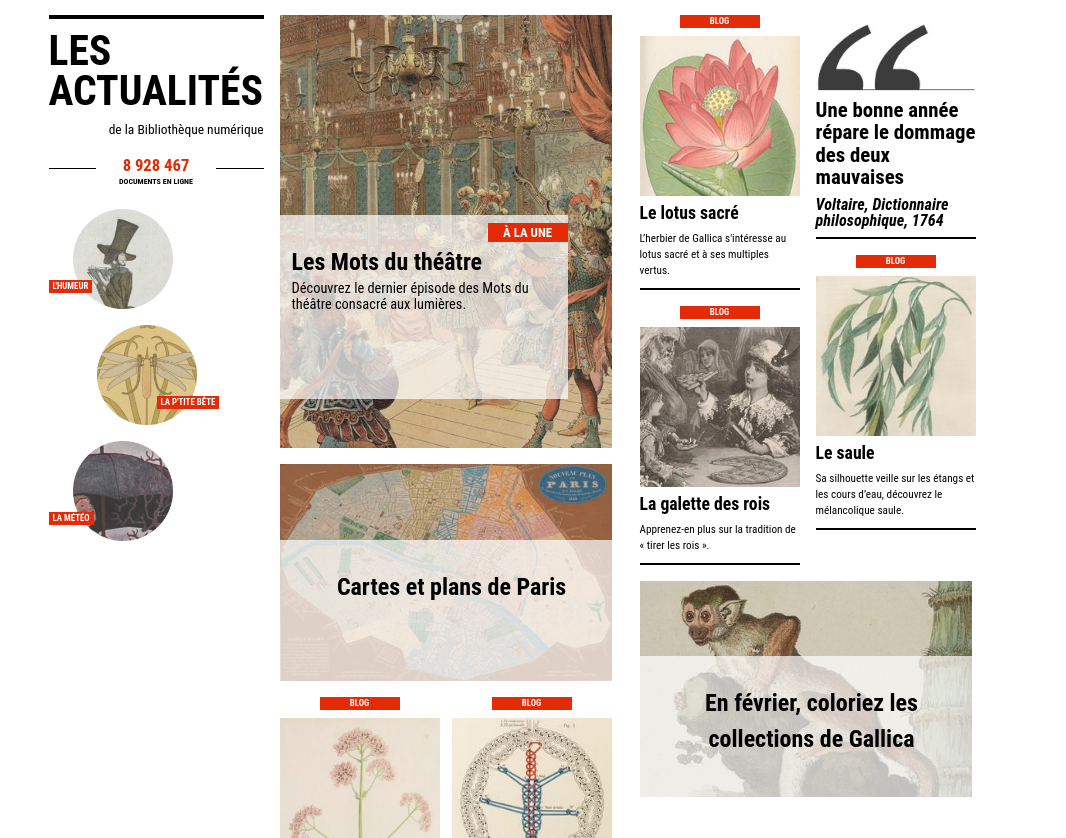 LES
ACTUALITÉS
de la Bibliothèque numérique
8 928 467
DOCUMENTS EN LIGNE
L'HUMEUR
LA P'TITE BÊTE
LA MÉTÉO
À LA UNE
Les Mots du théâtre
Découvrez le dernier épisode des Mots du
théâtre consacré aux lumières.
NOUVEAU PLAN
PARIS
Cartes et plans de Paris
BLOG
BLOG
Fig. 5
BLOG
Le lotus sacré
L'herbier de Gallica s'intéresse au
lotus sacré et à ses multiples
vertus.
BLOG
La galette des rois
Apprenez-en plus sur la tradition de
« tirer les rois ».
“
Une bonne année
répare le dommage
des deux
mauvaises
Voltaire, Dictionnaire
philosophique, 1764
BLOG
Le saule
Sa silhouette veille sur les étangs et
les cours d'eau, découvrez le
mélancolique saule.
En février, coloriez les
collections de Gallica